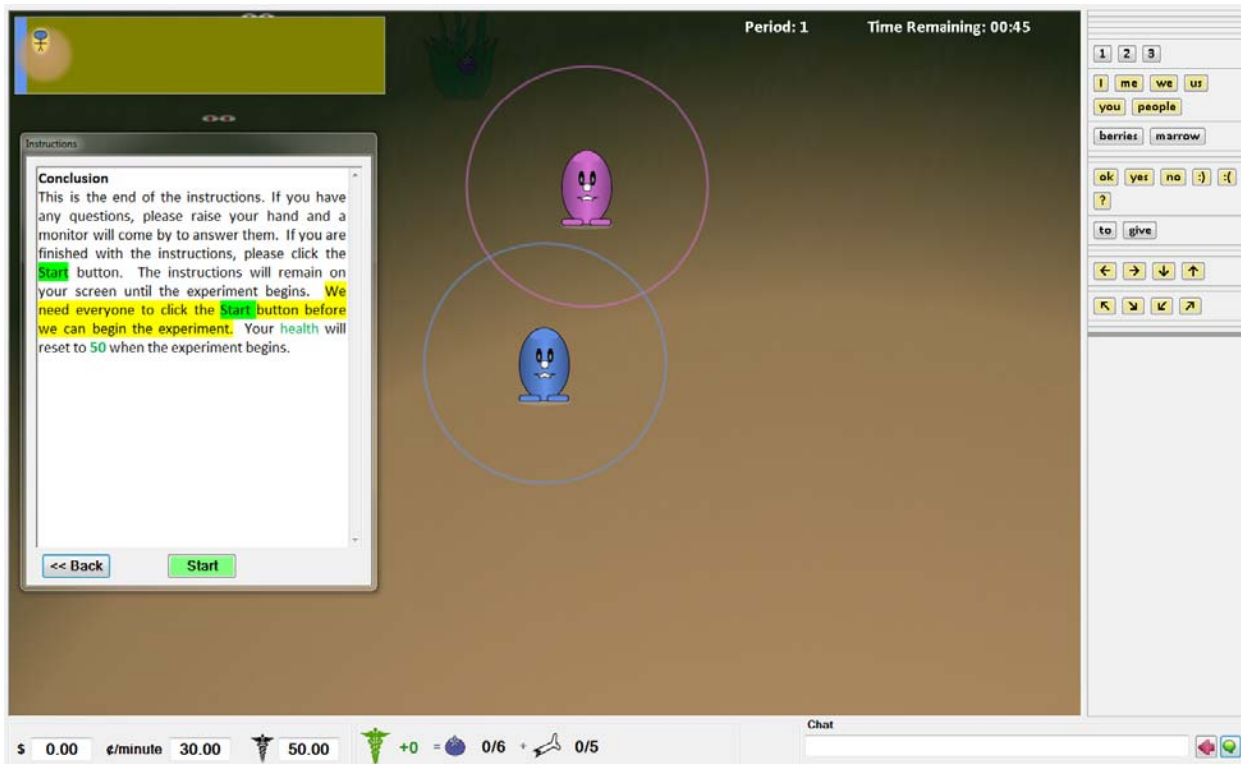 Period: 1 Time Remaining: 00:45
Instructions
Conclusion
This is the end of the instructions. If you have
any questions, please raise your hand and a
monitor will come by to answer them. If you are
finished with the instructions, please click the
Start button. The instructions will remain on
your screen until the experiment begins. We
need everyone to click the Start button before
we can begin the experiment. Your health will
reset to 50 when the experiment begins.
<< Back Start
1 2 3
I me we us
you people
berries marrow
ok yes no :) :(
?
to give
← → ↓ ↑
↖ ↘ ↙ ↗
Chat
$ 0.00 ¢/minute 30.00 50.00 +0 = 0/6 + 0/5